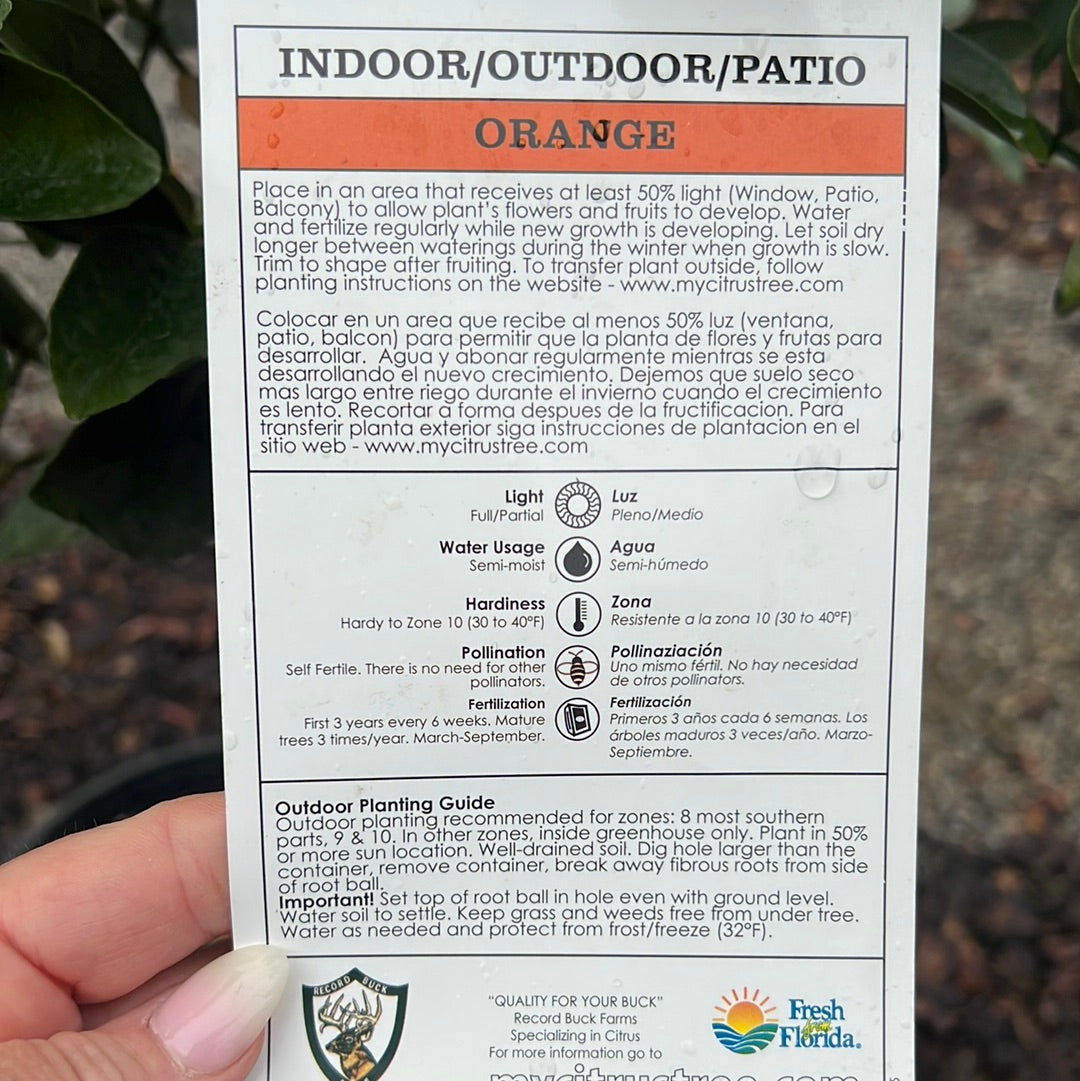 INDOOR/OUTDOOR/PATIO
ORANGE
Place in an area that receives at least 50% light (Window, Patio,
Balcony) to allow plant's flowers and fruits to develop. Water
and fertilize regularly while new growth is developing. Let soil dry
longer between waterings during the winter when growth is slow.
Trim to shape after fruiting. To transfer plant outside, follow
planting instructions on the website - www.mycitrustree.com
Colocar en un area que recibe al menos 50% luz (ventana,
patio, balcon) para permitir que la planta de flores y frutas para
desarrollar. Agua y abonar regularmente mientras se esta
desarrollando el nuevo crecimiento. Dejemos que suelo seco
mas largo entre riego durante el invierno cuando el crecimiento
es lento. Recortar a forma despues de la fructificacion. Para
transferir planta exterior siga instrucciones de plantacion en el
sitio web - www.mycitrustree.com
Light
Full/Partial
Luz
Pleno/Medio
Water Usage
Semi-moist
Agua
Semi-húmedo
Hardiness
Hardy to Zone 10 (30 to 40ºF)
Zona
Resistente a la zona 10 (30 to 40ºF)
Pollination
Self Fertile. There is no need for other
pollinators.
Pollinaziación
Uno mismo fértil. No hay necesidad
de otros pollinators.
Fertilization
First 3 years every 6 weeks. Mature
trees 3 times/year. March-September.
Fertilización
Primeros 3 años cada 6 semanas. Los
árboles maduros 3 veces/año. Marzo-
Septiembre.
Outdoor Planting Guide
Outdoor planting recommended for zones: 8 most southern
parts, 9 & 10. In other zones, inside greenhouse only. Plant in 50%
or more sun location. Well-drained soil. Dig hole larger than the
container, remove container, break away fibrous roots from side
of root ball.
Important! Set top of root ball in hole even with ground level.
Water soil to settle. Keep grass and weeds free from under tree.
Water as needed and protect from frost/freeze (32ºF).
RECORD BUCK
"QUALITY FOR YOUR BUCK"
Record Buck Farms
Specializing in Citrus
For more information go to
mycitrustree.com
Fresh
from
Florida.